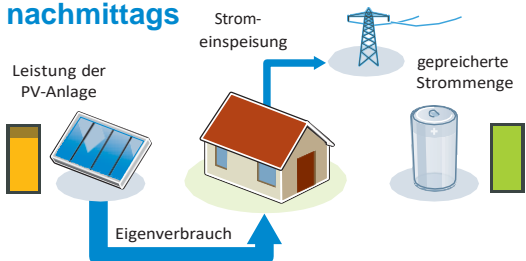 nachmittags
Strom-
einspeisung
Leistung der
PV-Anlage
gepreicherte
Strommenge
Eigenverbrauch